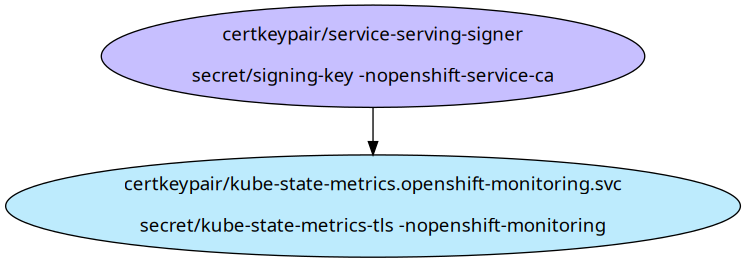 certkeypair/service-serving-signer
secret/signing-key -nopenshift-service-ca
certkeypair/kube-state-metrics.openshift-monitoring.svc
secret/kube-state-metrics-tls -nopenshift-monitoring